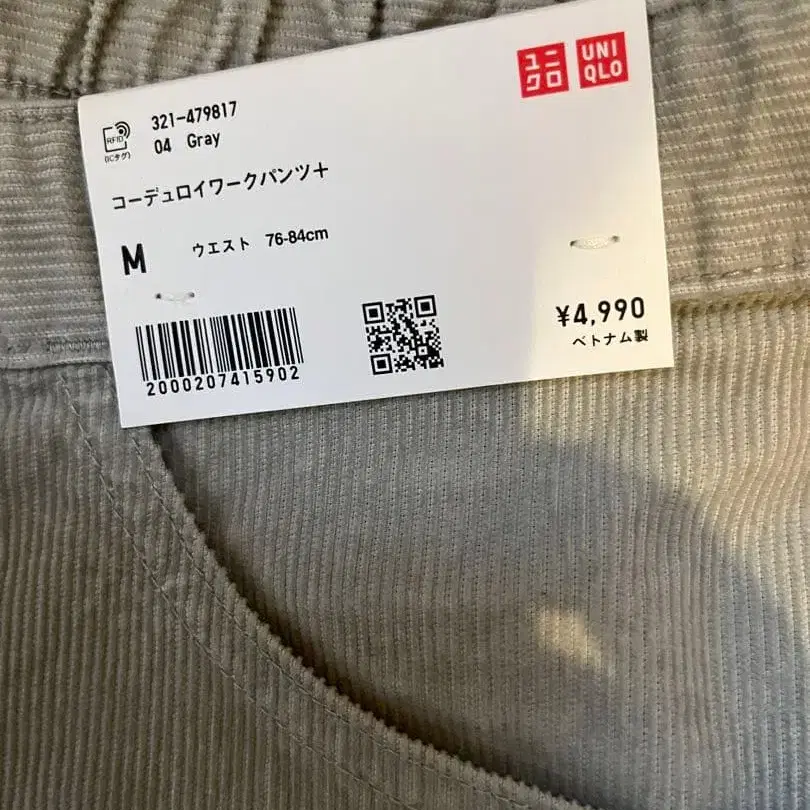 ユニ
クロ
UNI
QLO
RFID
(ICタグ)
321-479817
04 Gray
コーデュロイワークパンツ+
M
ウエスト 76-84cm
2000207415902
¥4,990
ベトナム製